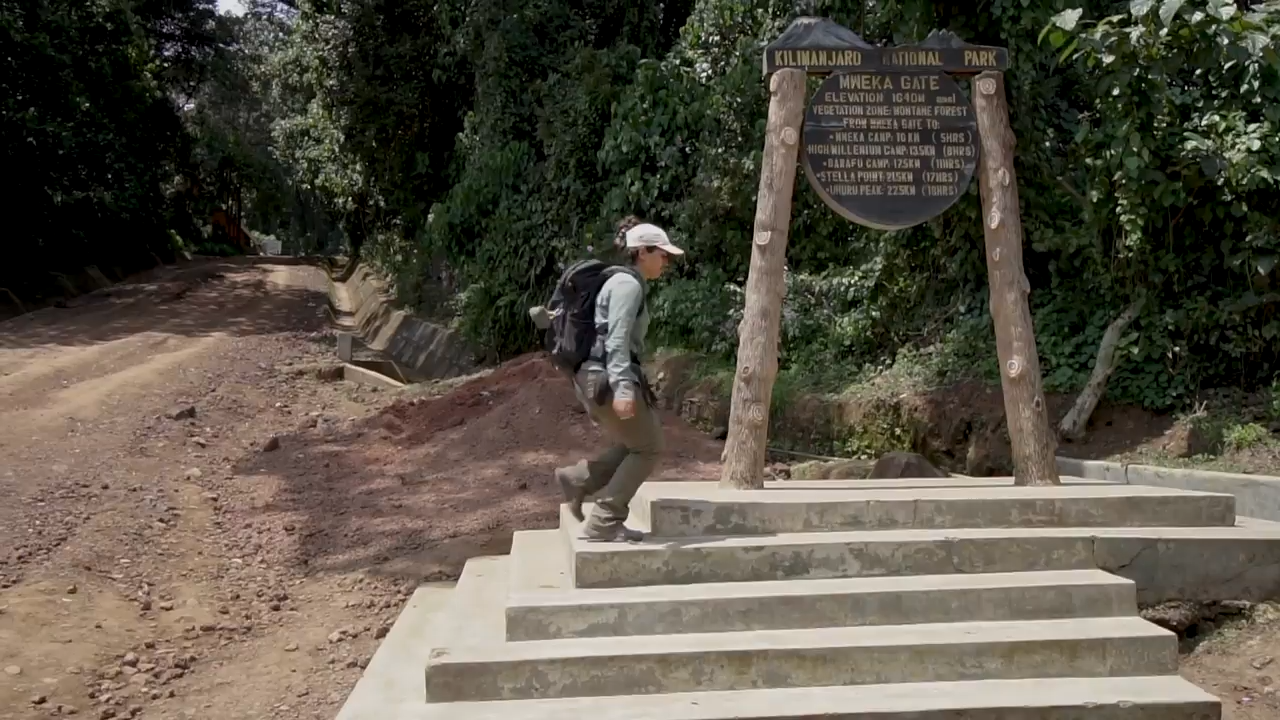 KILIMANJARO NATIONAL PARK
MWEKA GATE
ELEVATION 1640M
VEGETATION ZONE: MONTANE FOREST
FROM MWEKA GATE TO:
•MWEKA CAMP: 10 KM (5HRS)
HIGH MILLENIUM CAMP: 13.5KM (8HRS)
•BARAFU CAMP: 17.5KM (11HRS)
•STELLA POINT: 21.5KM (17HRS)
•UHURU PEAK: 22.5KM (18HRS)